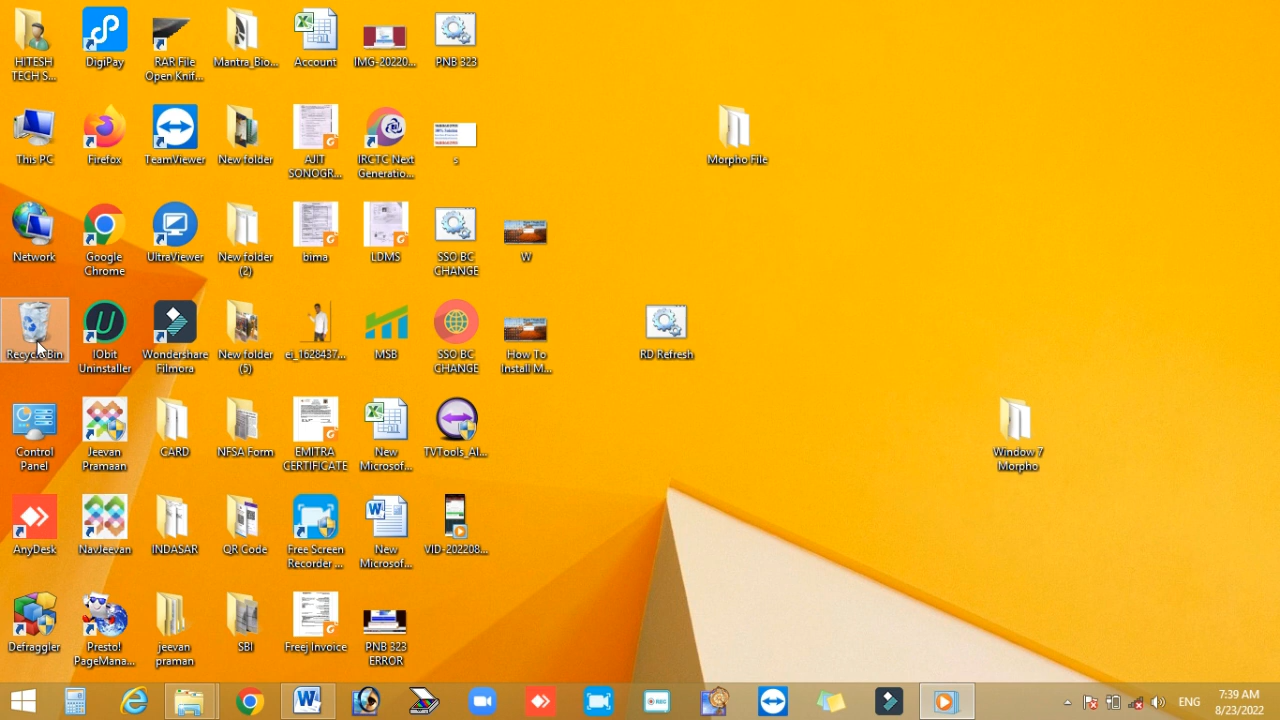 HITESH
TECH S...
DigiPay
RAR File
Open Knif...
Mantra_Bio...
Account
IMG-20220...
PNB 323
This PC
Firefox
TeamViewer
New folder
AJIT
SONOGR...
IRCTC Next
Generatio...
s
Morpho File
Network
Google
Chrome
UltraViewer
New folder
(2)
bima
LDMS
SSO BC
CHANGE
W
Recycle Bin
IObit
Uninstaller
Wondershare
Filmora
New folder
(5)
ei_1628437...
MSB
SSO BC
CHANGE
How To
Install M...
RD Refresh
Control
Panel
Jeevan
Pramaan
CARD
NFSA Form
EMITRA
CERTIFICATE
New
Microsof...
TVTools_Al...
Window 7
Morpho
AnyDesk
NavJeevan
INDASAR
QR Code
Free Screen
Recorder ...
New
Microsof...
VID-202208...
Defraggler
Presto!
PageMana...
jeevan
praman
SBI
Freej Invoice
PNB 323
ERROR
REC
ENG
7:39 AM
8/23/2022